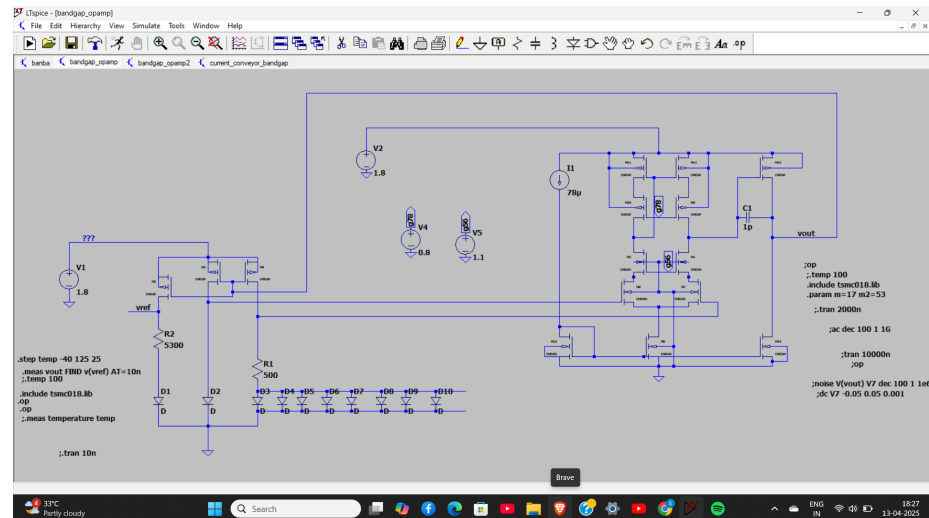 LTspice - [bandgap_opamp]
File Edit Hierarchy View Simulate Tools Window Help
banba bandgap_opamp bandgap_opamp2 current_conveyor_bandgap
V2
1.8
I1
78µ
g78
V4
0.8
g56
V5
1.1
g78
g56
C1
1p
vout
???
V1
1.8
vref
R2
5300
R1
500
D1
D
D2
D
D3
D
D4
D
D5
D
D6
D
D7
D
D8
D
D9
D
D10
D
.step temp -40 125 25
.meas vout FIND v(vref) AT=10n
;.temp 100
.include tsmc018.lib
.op
.op
;.meas temperature temp
;.tran 10n
;op
;.temp 100
.include tsmc018.lib
.param m=17 m2=53
;.tran 2000n
;ac dec 100 1 1G
;tran 10000n
;op
;noise V(vout) V7 dec 100 1 1e6
;dc V7 -0.05 0.05 0.001
Brave
4
33°C
Partly cloudy
Search
ENG
IN
18:27
13-04-2025